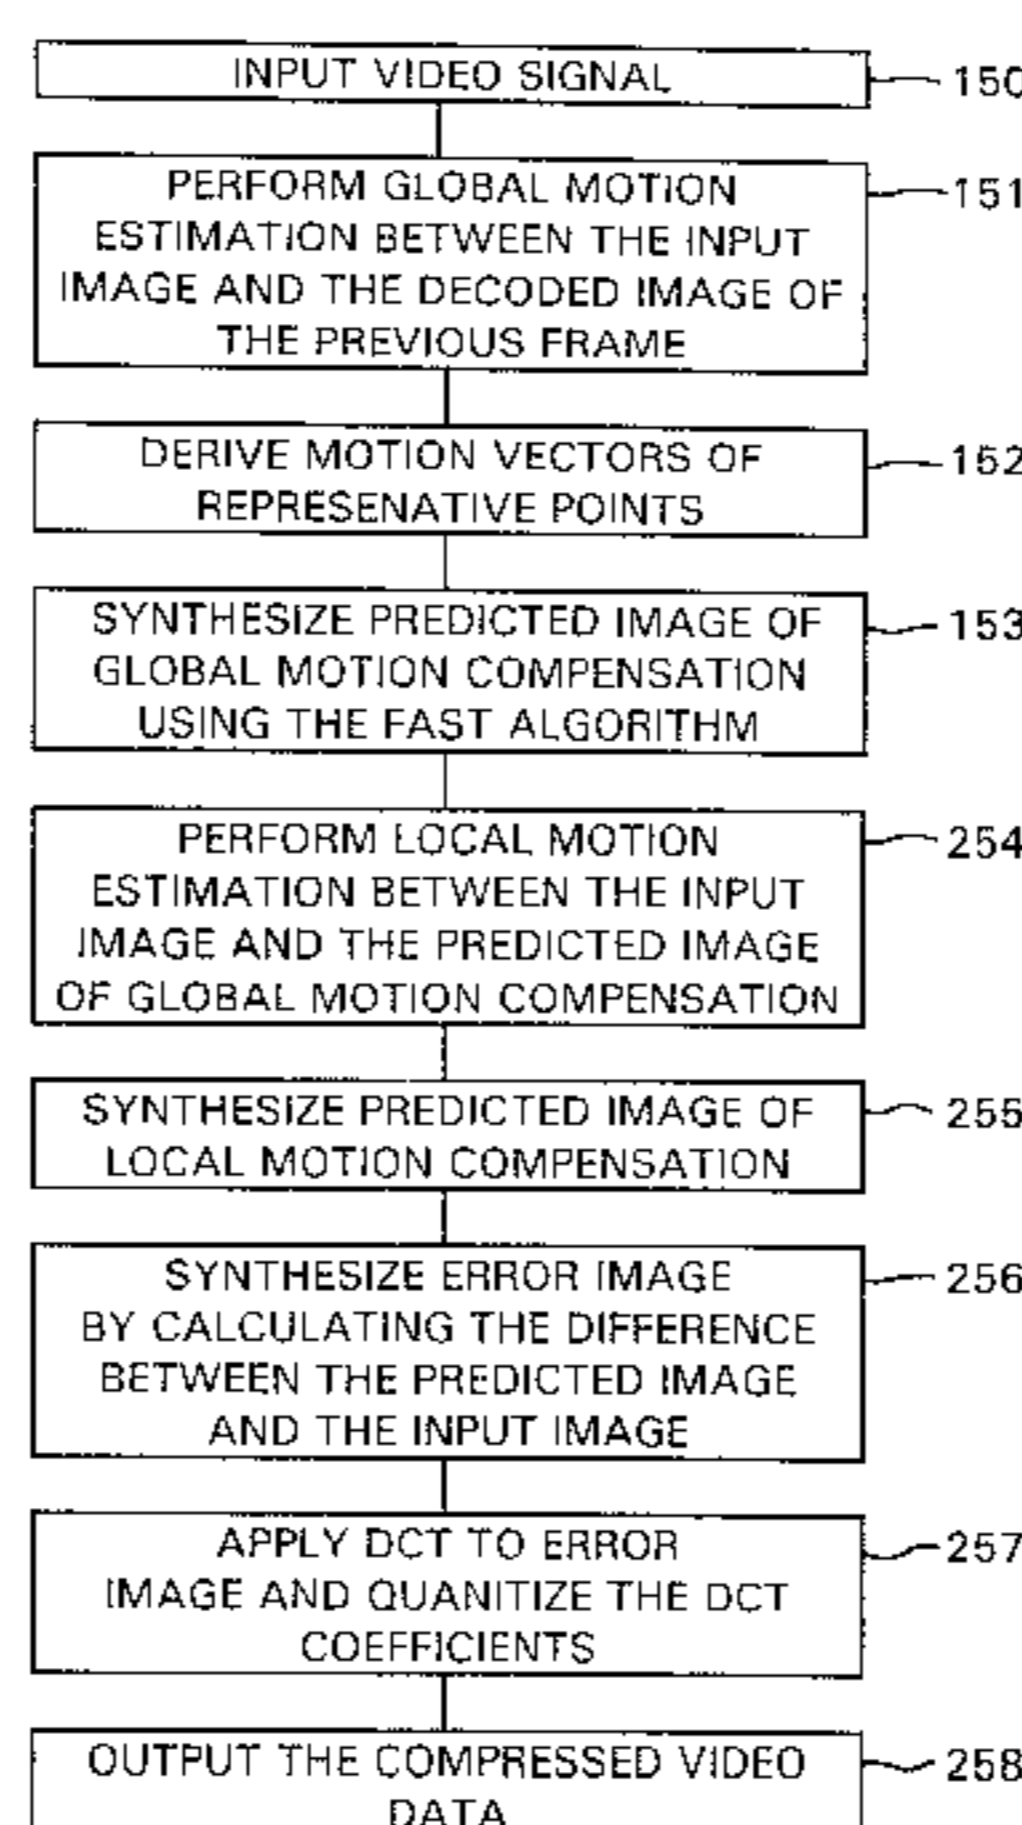 INPUT VIDEO SIGNAL
150
PERFORM GLOBAL MOTION
ESTIMATION BETWEEN THE INPUT
IMAGE AND THE DECODED IMAGE OF
THE PREVIOUS FRAME
151
DERIVE MOTION VECTORS OF
REPRESENATIVE POINTS
152
SYNTHESIZE PREDICTED IMAGE OF
GLOBAL MOTION COMPENSATION
USING THE FAST ALGORITHM
153
PERFORM LOCAL MOTION
ESTIMATION BETWEEN THE INPUT
IMAGE AND THE PREDICTED IMAGE
OF GLOBAL MOTION COMPENSATION
254
SYNTHESIZE PREDICTED IMAGE OF
LOCAL MOTION COMPENSATION
255
SYNTHESIZE ERROR IMAGE
BY CALCULATING THE DIFFERENCE
BETWEEN THE PREDICTED IMAGE
AND THE INPUT IMAGE
256
APPLY DCT TO ERROR
IMAGE AND QUANITIZE THE DCT
COEFFICIENTS
257
OUTPUT THE COMPRESSED VIDEO
DATA
258